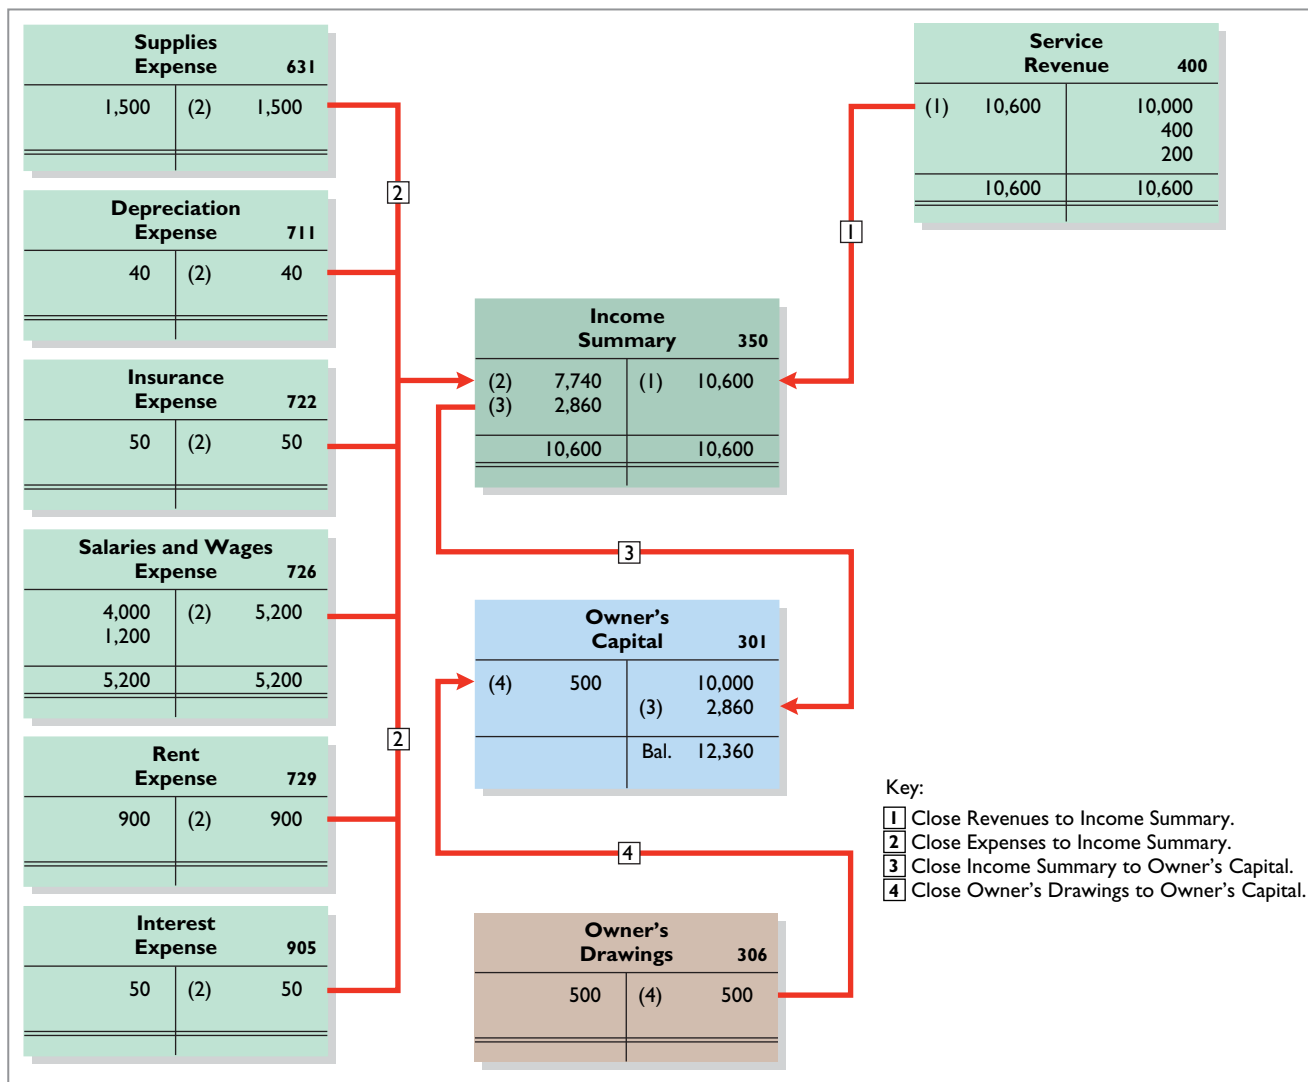 Supplies
Expense 631
1,500 (2) 1,500
Depreciation
Expense 711
40 (2) 40
Insurance
Expense 722
50 (2) 50
Salaries and Wages
Expense 726
4,000 (2) 5,200
1,200
5,200 5,200
Rent
Expense 729
900 (2) 900
Interest
Expense 905
50 (2) 50
2
2
Income
Summary 350
(2) 7,740 (1) 10,600
(3) 2,860
10,600 10,600
3
Owner's
Capital 301
(4) 500 10,000
(3) 2,860
Bal. 12,360
4
Owner's
Drawings 306
500 (4) 500
Service
Revenue 400
(1) 10,600 10,000
400
200
10,600 10,600
1
Key:
1 Close Revenues to Income Summary.
2 Close Expenses to Income Summary.
3 Close Income Summary to Owner's Capital.
4 Close Owner's Drawings to Owner's Capital.